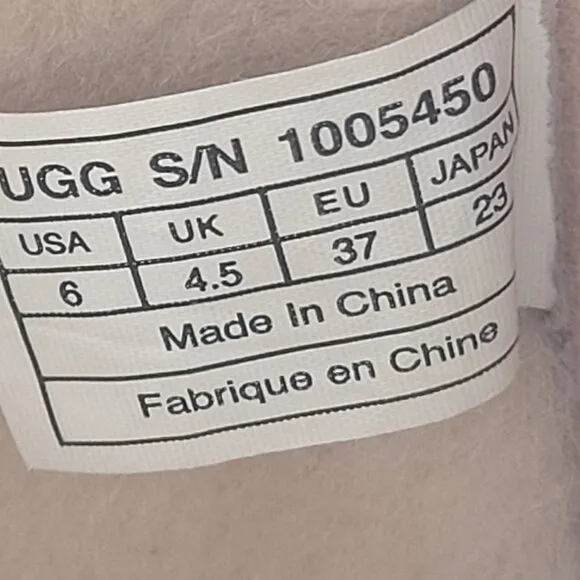 UGG S/N 1005450
USA UK EU JAPAN
6 4.5 37 23
Made In China
Fabrique en Chine